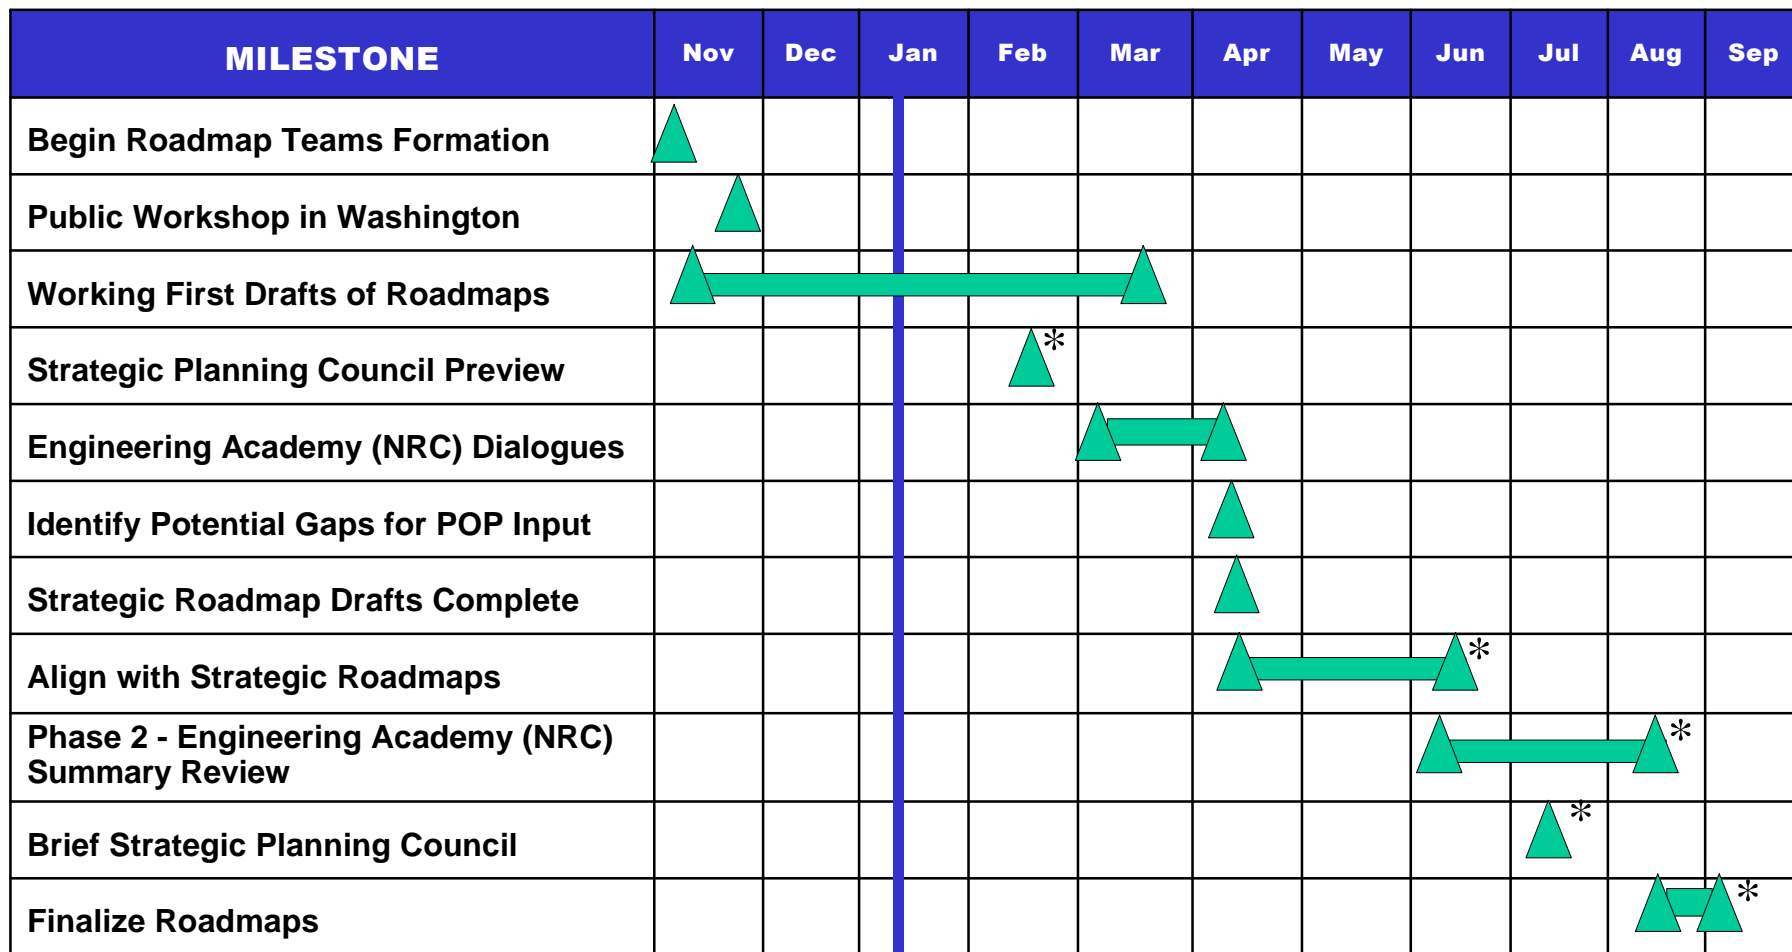 MILESTONE Nov Dec Jan Feb Mar Apr May Jun Jul Aug Sep
Begin Roadmap Teams Formation
Public Workshop in Washington
Working First Drafts of Roadmaps
Strategic Planning Council Preview *
Engineering Academy (NRC) Dialogues
Identify Potential Gaps for POP Input
Strategic Roadmap Drafts Complete
Align with Strategic Roadmaps *
Phase 2 - Engineering Academy (NRC)
Summary Review *
Brief Strategic Planning Council *
Finalize Roadmaps *